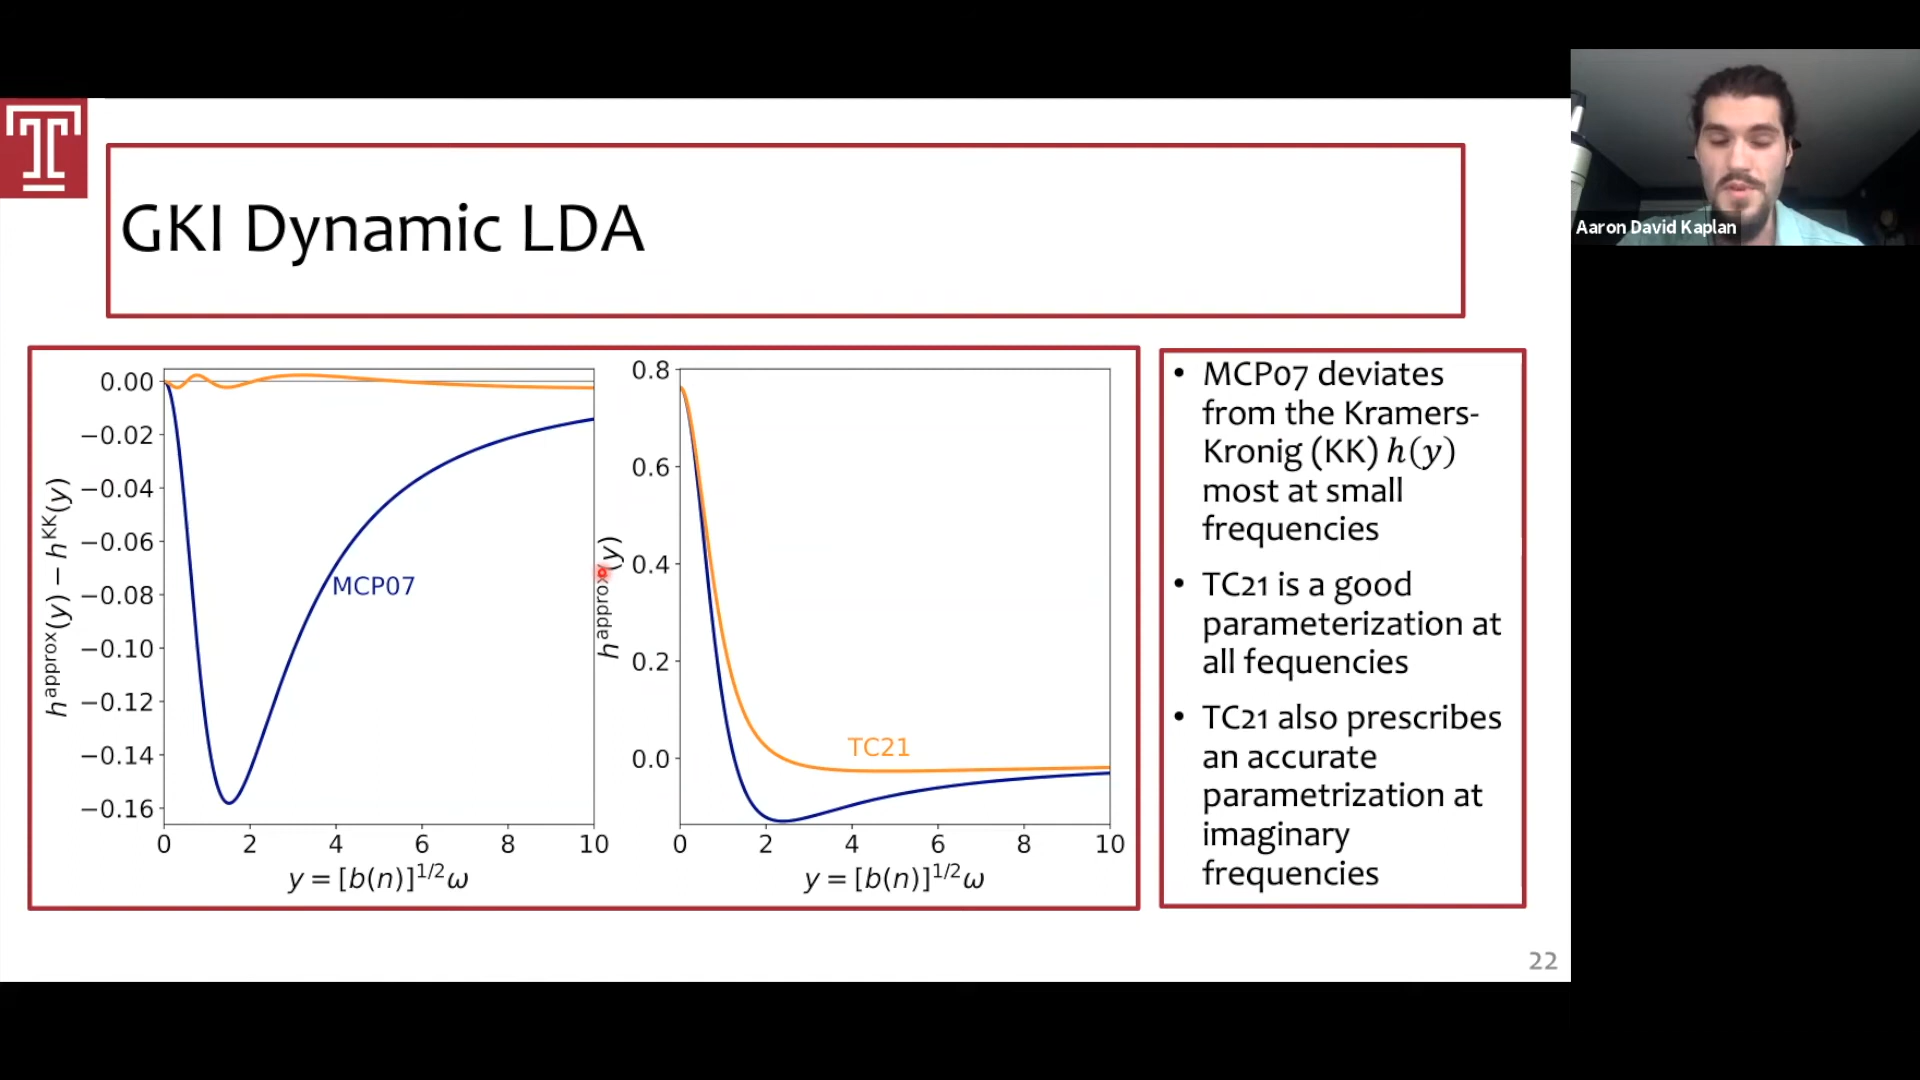 GKI Dynamic LDA
0.00
−0.02
−0.04
−0.06
−0.08
−0.10
−0.12
−0.14
−0.16
h^approx(y) − h^KK(y)
MCP07
0 2 4 6 8 10
y = [b(n)]^1/2 ω
0.8
0.6
0.4
0.2
0.0
h^approx(y)
TC21
0 2 4 6 8 10
y = [b(n)]^1/2 ω
• MCP07 deviates
from the Kramers-
Kronig (KK) h(y)
most at small
frequencies
• TC21 is a good
parameterization at
all fequencies
• TC21 also prescribes
an accurate
parametrization at
imaginary
frequencies
22
Aaron David Kaplan